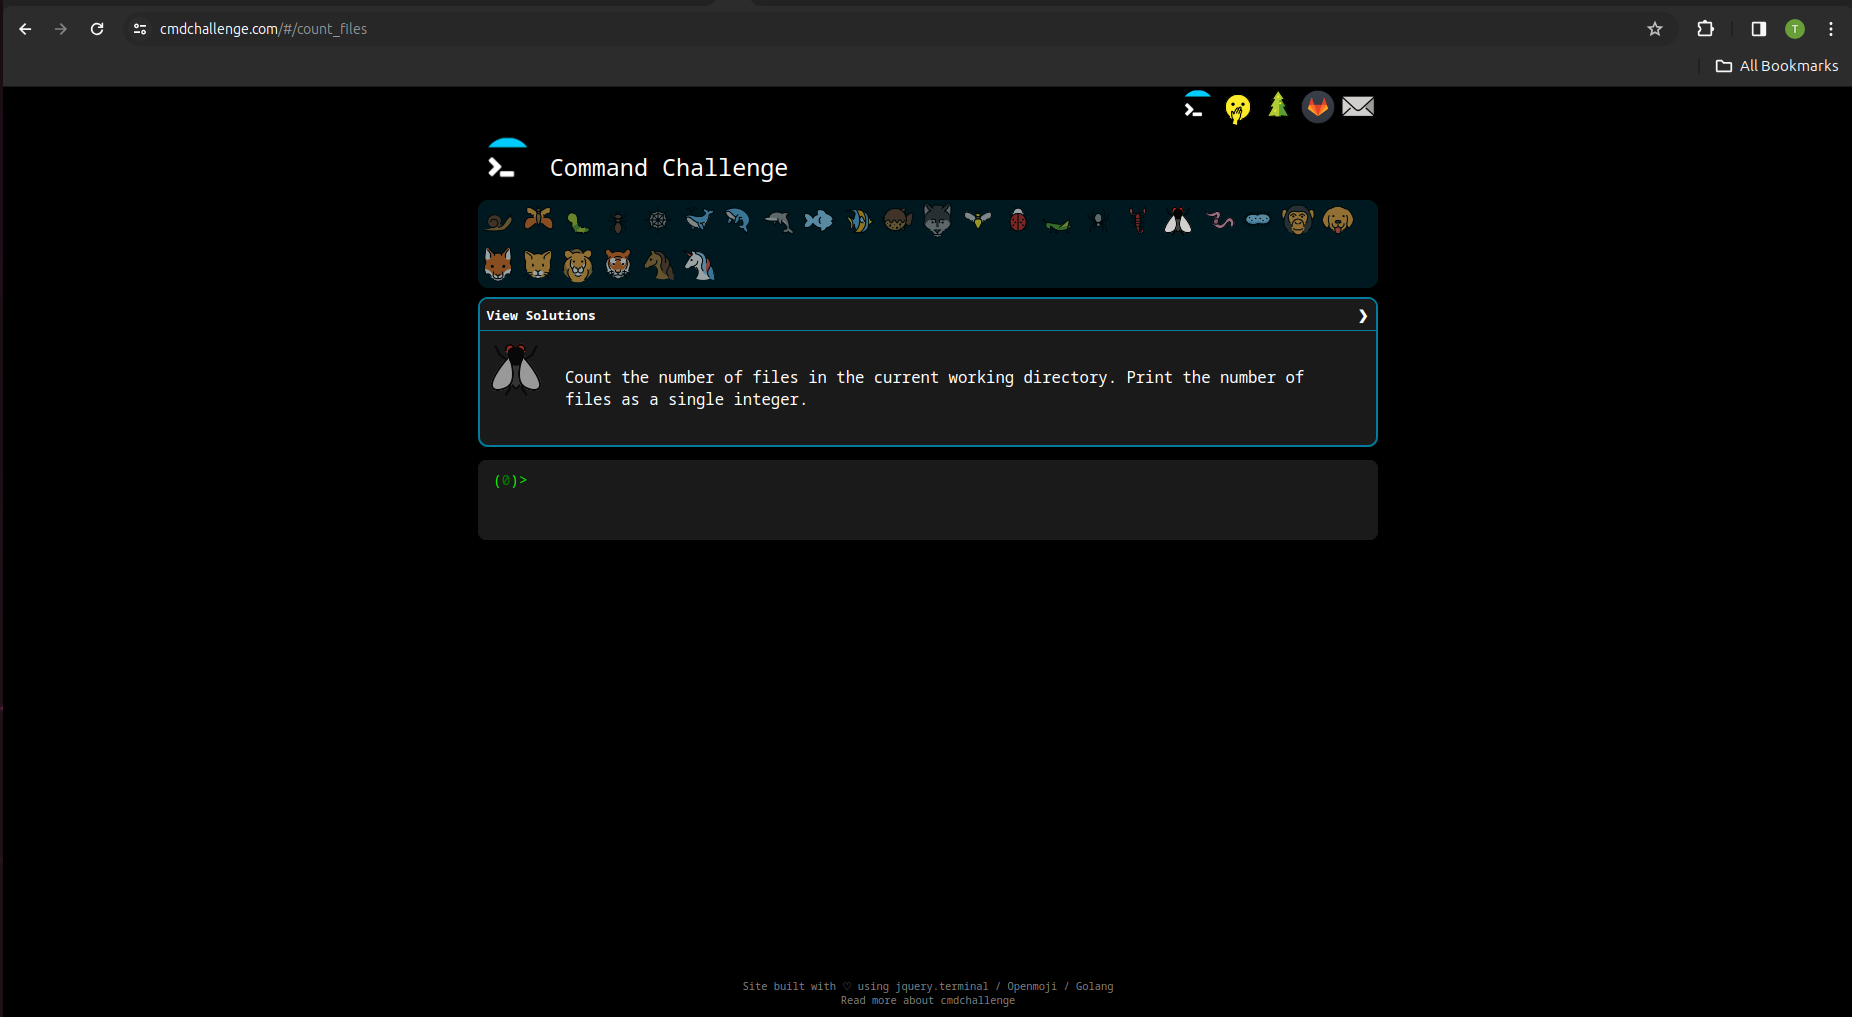 cmdchallenge.com/#/count_files
T
All Bookmarks
Command Challenge
View Solutions
Count the number of files in the current working directory. Print the number of
files as a single integer.
(0)>
Site built with ♡ using jquery.terminal / Openmoji / Golang
Read more about cmdchallenge